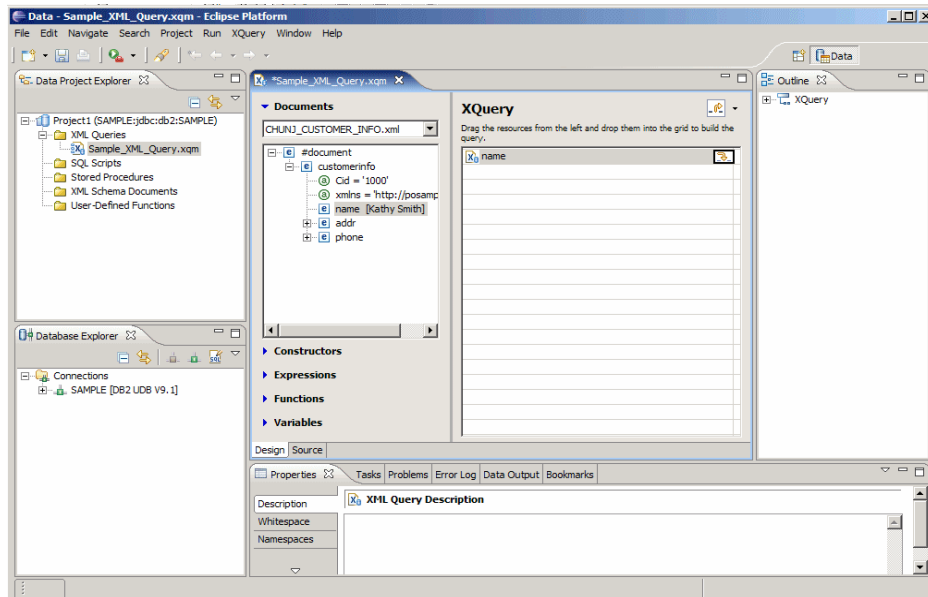 Data - Sample_XML_Query.xqm - Eclipse Platform
File Edit Navigate Search Project Run XQuery Window Help
Data
Data Project Explorer
Project1 (SAMPLE:jdbc:db2:SAMPLE)
XML Queries
Sample_XML_Query.xqm
SQL Scripts
Stored Procedures
XML Schema Documents
User-Defined Functions
Database Explorer
SQL
Connections
SAMPLE [DB2 UDB V9.1]
*Sample_XML_Query.xqm
Documents
CHUNJ_CUSTOMER_INFO.xml
#document
customerinfo
Cid = '1000'
xmlns = 'http://posamp
name [Kathy Smith]
addr
phone
Constructors
Expressions
Functions
Variables
XQuery
Drag the resources from the left and drop them into the grid to build the
query.
name
Design Source
Outline
XQuery
Properties Tasks Problems Error Log Data Output Bookmarks
Description
Whitespace
Namespaces
XML Query Description